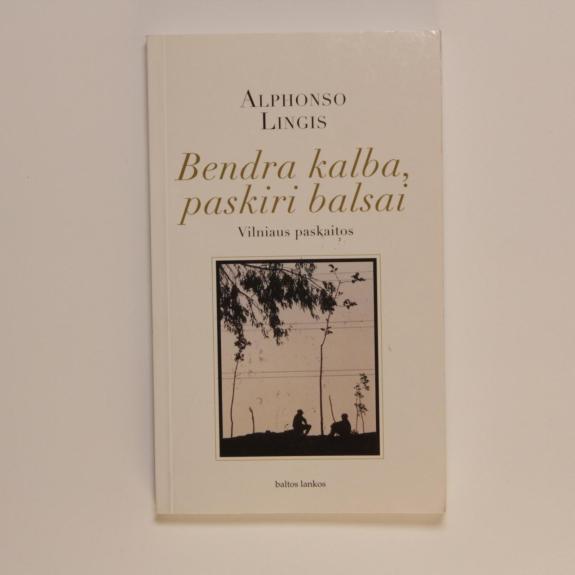 ALPHONSO
LINGIS
Bendra kalba,
paskiri balsai
Vilniaus paskaitos
baltos lankos